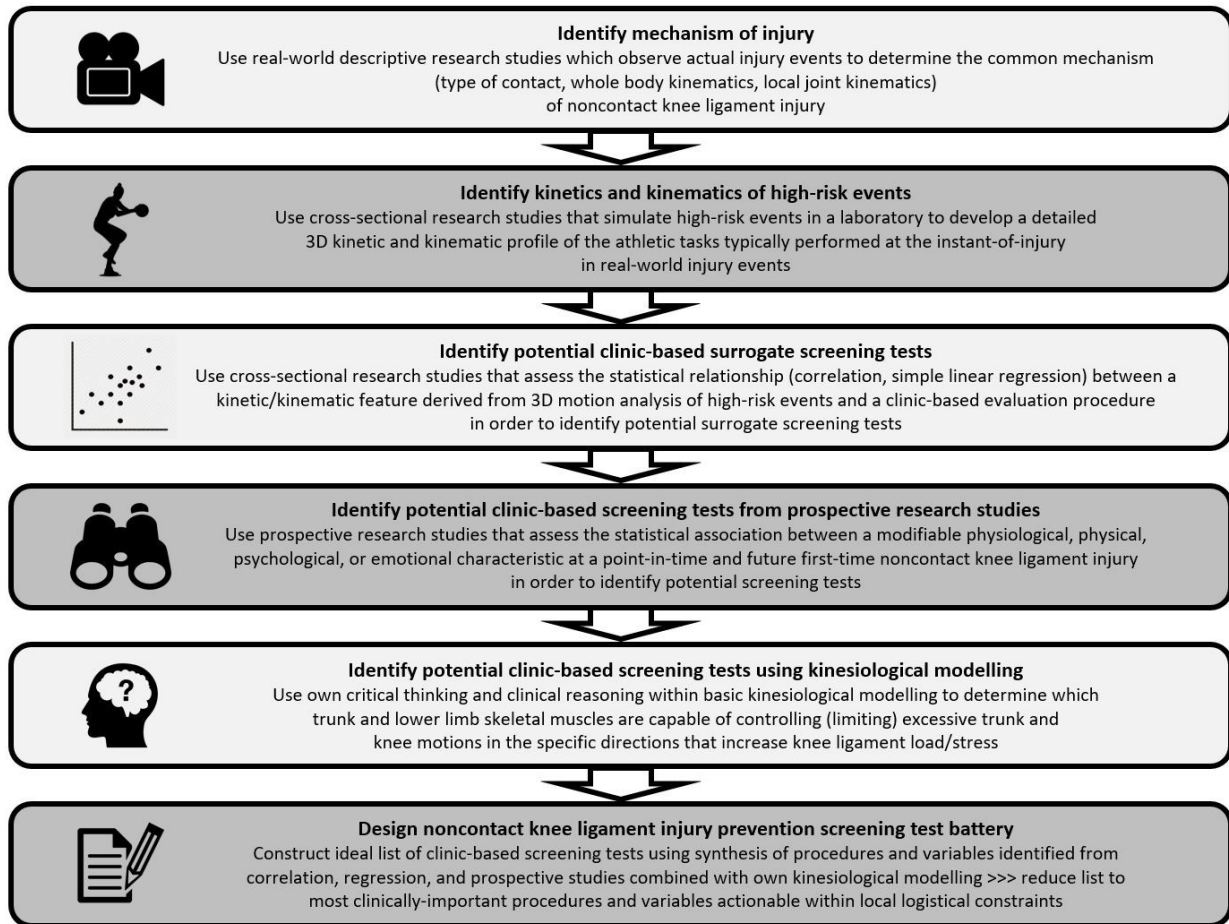 Identify mechanism of injury
Use real-world descriptive research studies which observe actual injury events to determine the common mechanism
(type of contact, whole body kinematics, local joint kinematics)
of noncontact knee ligament injury
Identify kinetics and kinematics of high-risk events
Use cross-sectional research studies that simulate high-risk events in a laboratory to develop a detailed
3D kinetic and kinematic profile of the athletic tasks typically performed at the instant-of-injury
in real-world injury events
Identify potential clinic-based surrogate screening tests
Use cross-sectional research studies that assess the statistical relationship (correlation, simple linear regression) between a
kinetic/kinematic feature derived from 3D motion analysis of high-risk events and a clinic-based evaluation procedure
in order to identify potential surrogate screening tests
Identify potential clinic-based screening tests from prospective research studies
Use prospective research studies that assess the statistical association between a modifiable physiological, physical,
psychological, or emotional characteristic at a point-in-time and future first-time noncontact knee ligament injury
in order to identify potential screening tests
?
Identify potential clinic-based screening tests using kinesiological modelling
Use own critical thinking and clinical reasoning within basic kinesiological modelling to determine which
trunk and lower limb skeletal muscles are capable of controlling (limiting) excessive trunk and
knee motions in the specific directions that increase knee ligament load/stress
Design noncontact knee ligament injury prevention screening test battery
Construct ideal list of clinic-based screening tests using synthesis of procedures and variables identified from
correlation, regression, and prospective studies combined with own kinesiological modelling >>> reduce list to
most clinically-important procedures and variables actionable within local logistical constraints